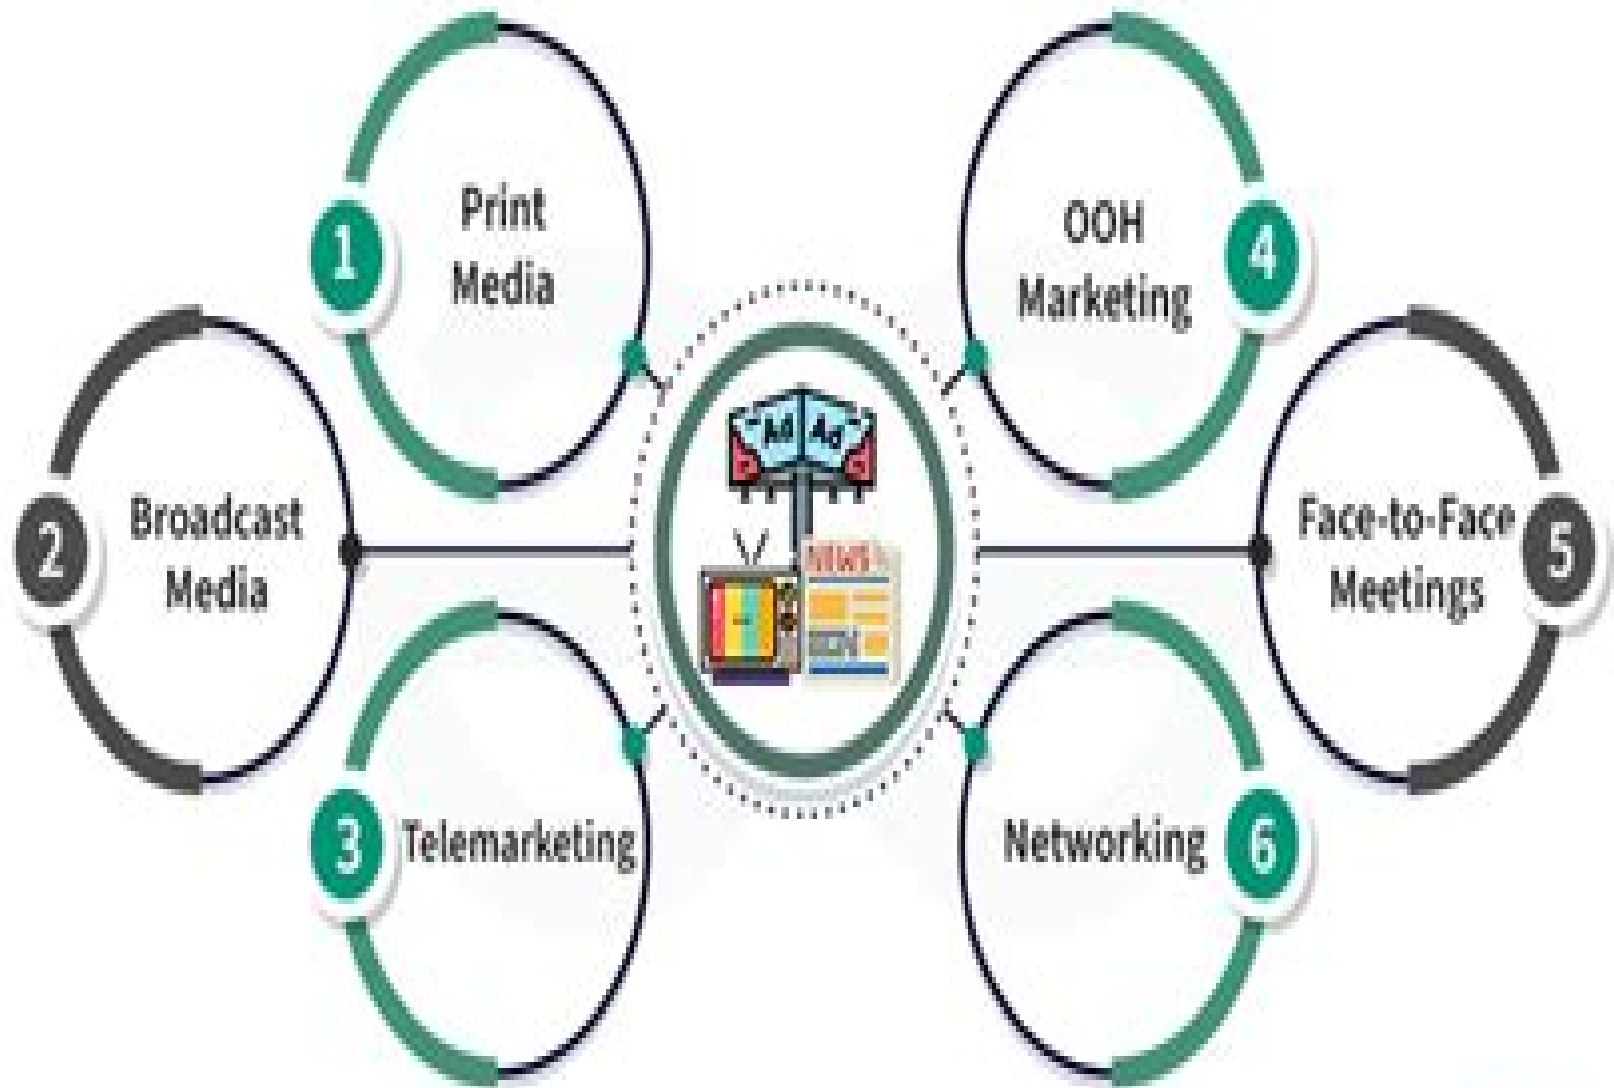 1
Print
Media
2
Broadcast
Media
3
Telemarketing
4
OOH
Marketing
5
Face-to-Face
Meetings
6
Networking
Ad Ad
NEWS